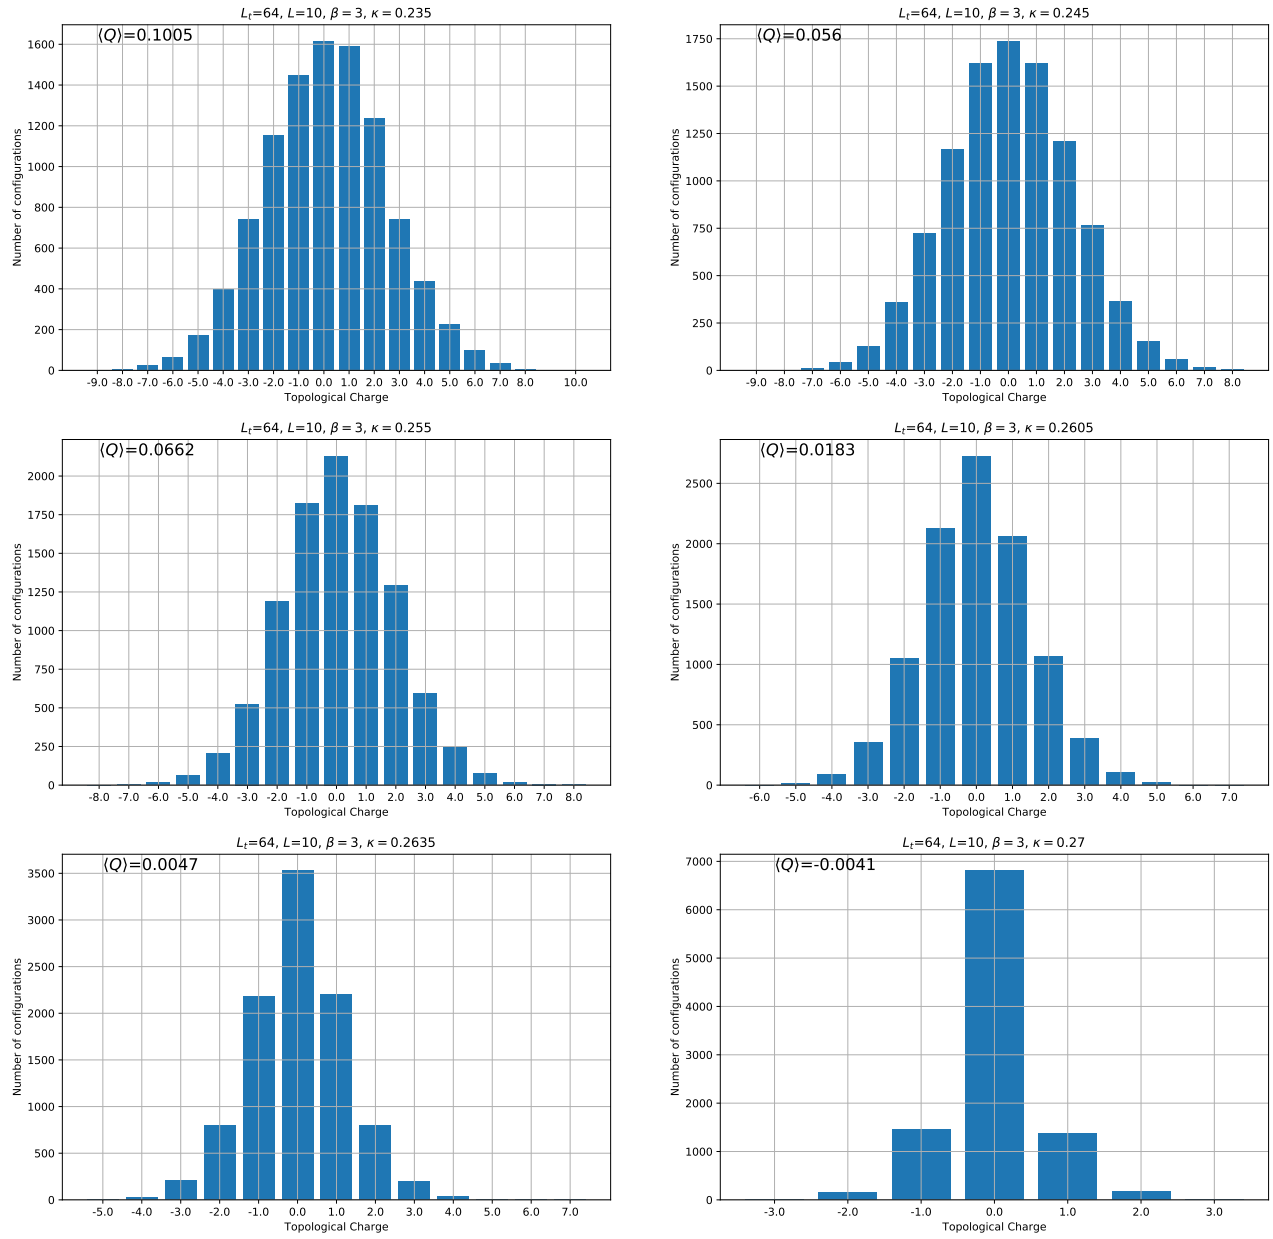 L_t=64, L=10, β = 3, κ = 0.235
⟨Q⟩=0.1005
Number of configurations
1600
1400
1200
1000
800
600
400
200
0
-9.0 -8.0 -7.0 -6.0 -5.0 -4.0 -3.0 -2.0 -1.0 0.0 1.0 2.0 3.0 4.0 5.0 6.0 7.0 8.0 10.0
Topological Charge
L_t=64, L=10, β = 3, κ = 0.245
⟨Q⟩=0.056
Number of configurations
1750
1500
1250
1000
750
500
250
0
-9.0 -7.0 -6.0 -5.0 -4.0 -3.0 -2.0 -1.0 0.0 1.0 2.0 3.0 4.0 5.0 6.0 7.0 8.0
Topological Charge
L_t=64, L=10, β = 3, κ = 0.255
⟨Q⟩=0.0662
Number of configurations
2000
1750
1500
1250
1000
750
500
250
0
-8.0 -7.0 -6.0 -5.0 -4.0 -3.0 -2.0 -1.0 0.0 1.0 2.0 3.0 4.0 5.0 6.0 7.0 8.0
Topological Charge
L_t=64, L=10, β = 3, κ = 0.2605
⟨Q⟩=0.0183
Number of configurations
2500
2000
1500
1000
500
0
-6.0 -5.0 -4.0 -3.0 -2.0 -1.0 0.0 1.0 2.0 3.0 4.0 5.0 6.0 7.0
Topological Charge
L_t=64, L=10, β = 3, κ = 0.2635
⟨Q⟩=0.0047
Number of configurations
3500
3000
2500
2000
1500
1000
500
0
-5.0 -4.0 -3.0 -2.0 -1.0 0.0 1.0 2.0 3.0 4.0 5.0 6.0 7.0
Topological Charge
L_t=64, L=10, β = 3, κ = 0.27
⟨Q⟩=-0.0041
Number of configurations
7000
6000
5000
4000
3000
2000
1000
0
-3.0 -2.0 -1.0 0.0 1.0 2.0 3.0
Topological Charge